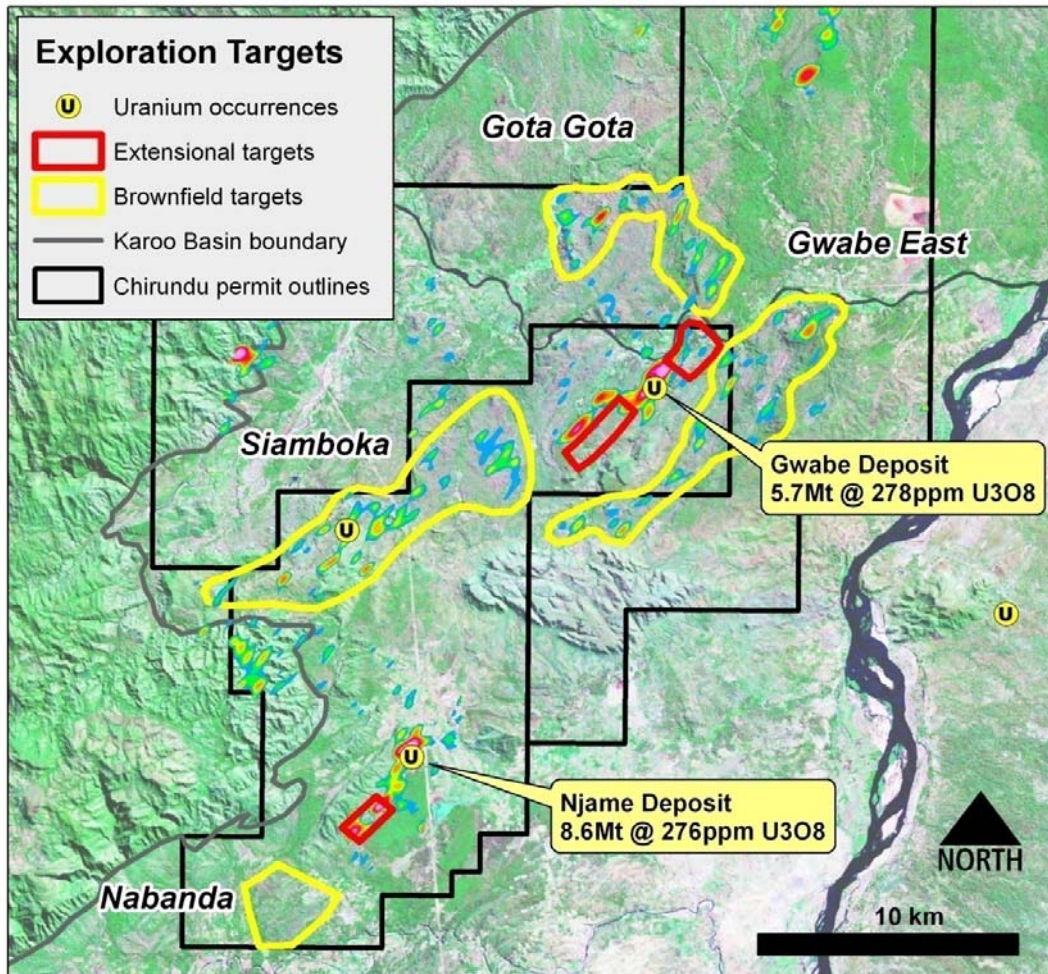 Exploration Targets
U Uranium occurrences
Extensional targets
Brownfield targets
Karoo Basin boundary
Chirundu permit outlines
Gota Gota
Gwabe East
U
Siamboka
Gwabe Deposit
5.7Mt @ 278ppm U3O8
U
U
U
Njame Deposit
8.6Mt @ 276ppm U3O8
NORTH
Nabanda
10 km